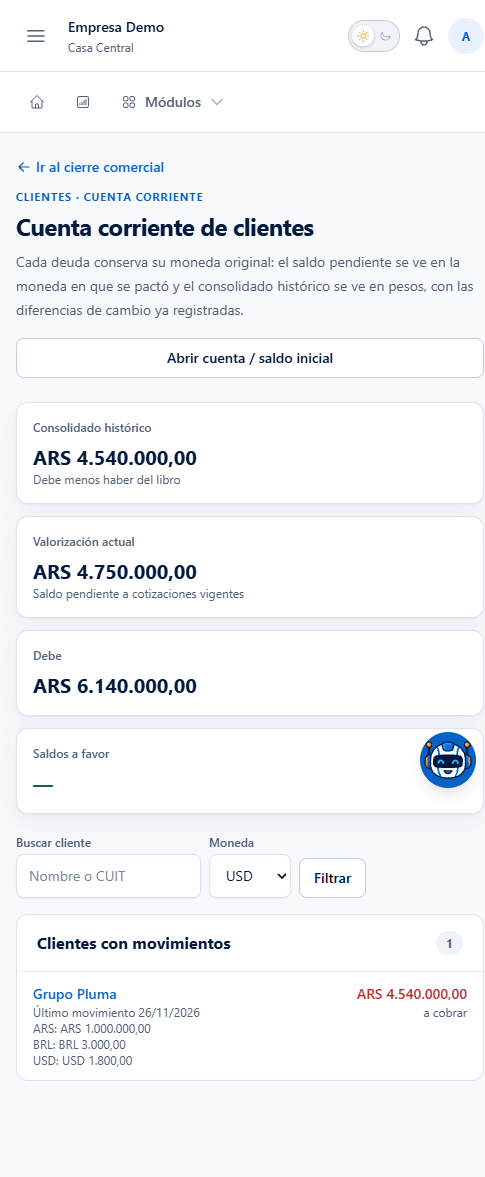 Empresa Demo
Casa Central
A
Módulos
← Ir al cierre comercial
CLIENTES · CUENTA CORRIENTE
Cuenta corriente de clientes
Cada deuda conserva su moneda original: el saldo pendiente se ve en la
moneda en que se pactó y el consolidado histórico se ve en pesos, con las
diferencias de cambio ya registradas.
Abrir cuenta / saldo inicial
Consolidado histórico
ARS 4.540.000,00
Debe menos haber del libro
Valorización actual
ARS 4.750.000,00
Saldo pendiente a cotizaciones vigentes
Debe
ARS 6.140.000,00
Saldos a favor
—
Buscar cliente
Moneda
Nombre o CUIT
USD
Filtrar
Clientes con movimientos
1
Grupo Pluma
ARS 4.540.000,00
Último movimiento 26/11/2026
a cobrar
ARS: ARS 1.000.000,00
BRL: BRL 3.000,00
USD: USD 1.800,00